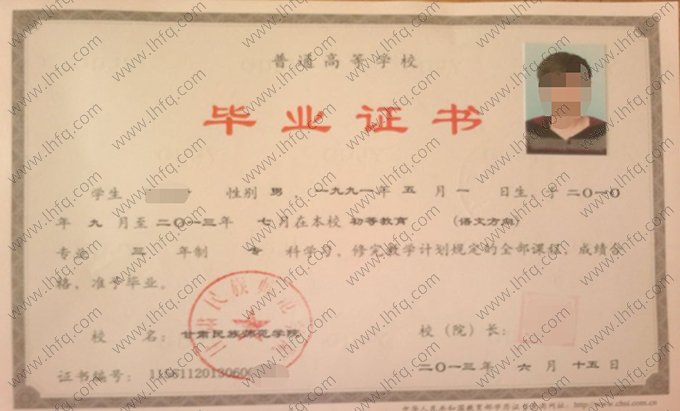 普通高等学校
毕业证书
学生 性别 男 一九九一年 五 月 一 日生,于二〇一〇
年 九 月至二〇一三年 七月在本校 初等教育 (语文方向)
专业 三 年制 专 科学习,修完教学计划规定的全部课程,成绩合
格,准予毕业。
校 名:甘肃民族师范学院 校(院)长:
二〇一三年 六 月 十五日
证书编号:
www.lhfq.com